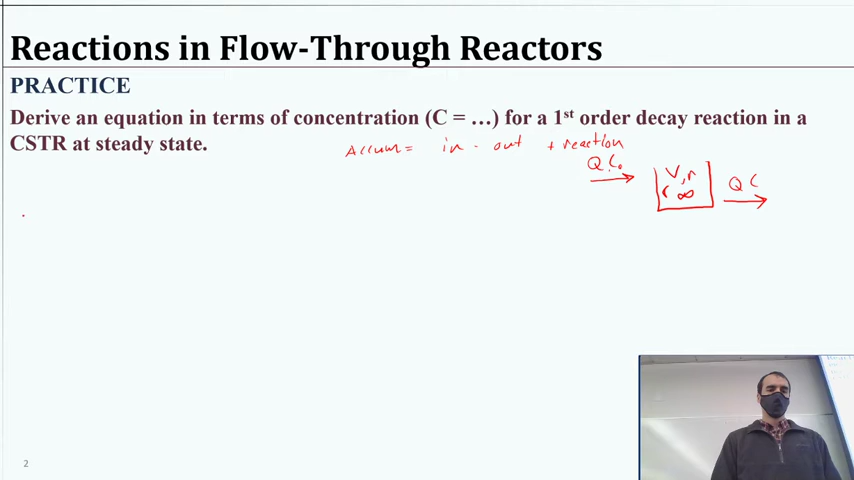 Reactions in Flow-Through Reactors
PRACTICE
Derive an equation in terms of concentration (C = …) for a 1st order decay reaction in a
CSTR at steady state.
Accum = in - out + reaction
Q C₀
V, r
C ∞
Q C
2